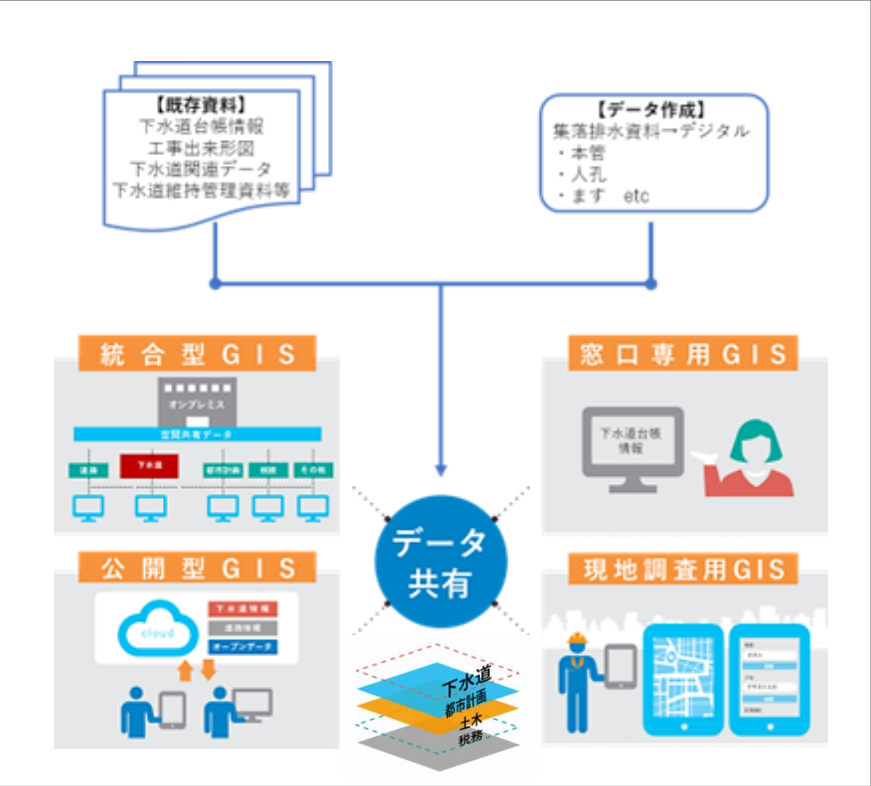 【既存資料】
下水道台帳情報
工事出来形図
下水道関連データ
下水道維持管理資料等
【データ作成】
集落排水資料→デジタル
・本管
・人孔
・ます　etc
統合型GIS
オンプレミス
空間共有データ
道路
下水道
都市計画
税務
その他
窓口専用GIS
下水道台帳
情報
データ
共有
公開型GIS
cloud
下水道情報
道路情報
オープンデータ
現地調査用GIS
下水道
都市計画
土木
税務